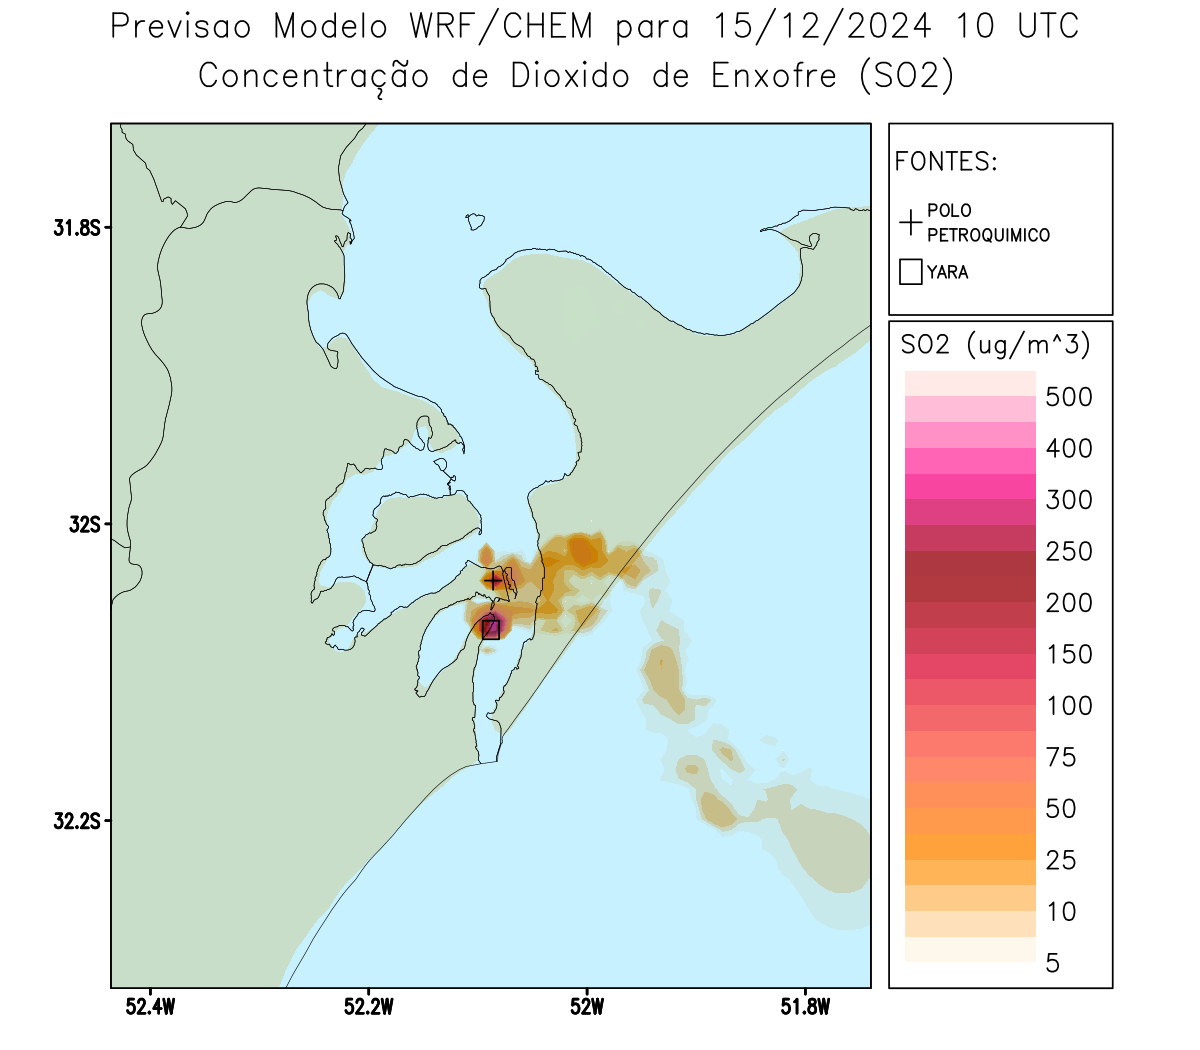 Previsao Modelo WRF/CHEM para 15/12/2024 10 UTC
Concentração de Dioxido de Enxofre (SO2)
FONTES:
POLO
PETROQUIMICO
YARA
SO2 (ug/m^3)
500
400
300
250
200
150
100
75
50
25
10
5
31.8S
32S
32.2S
52.4W
52.2W
52W
51.8W